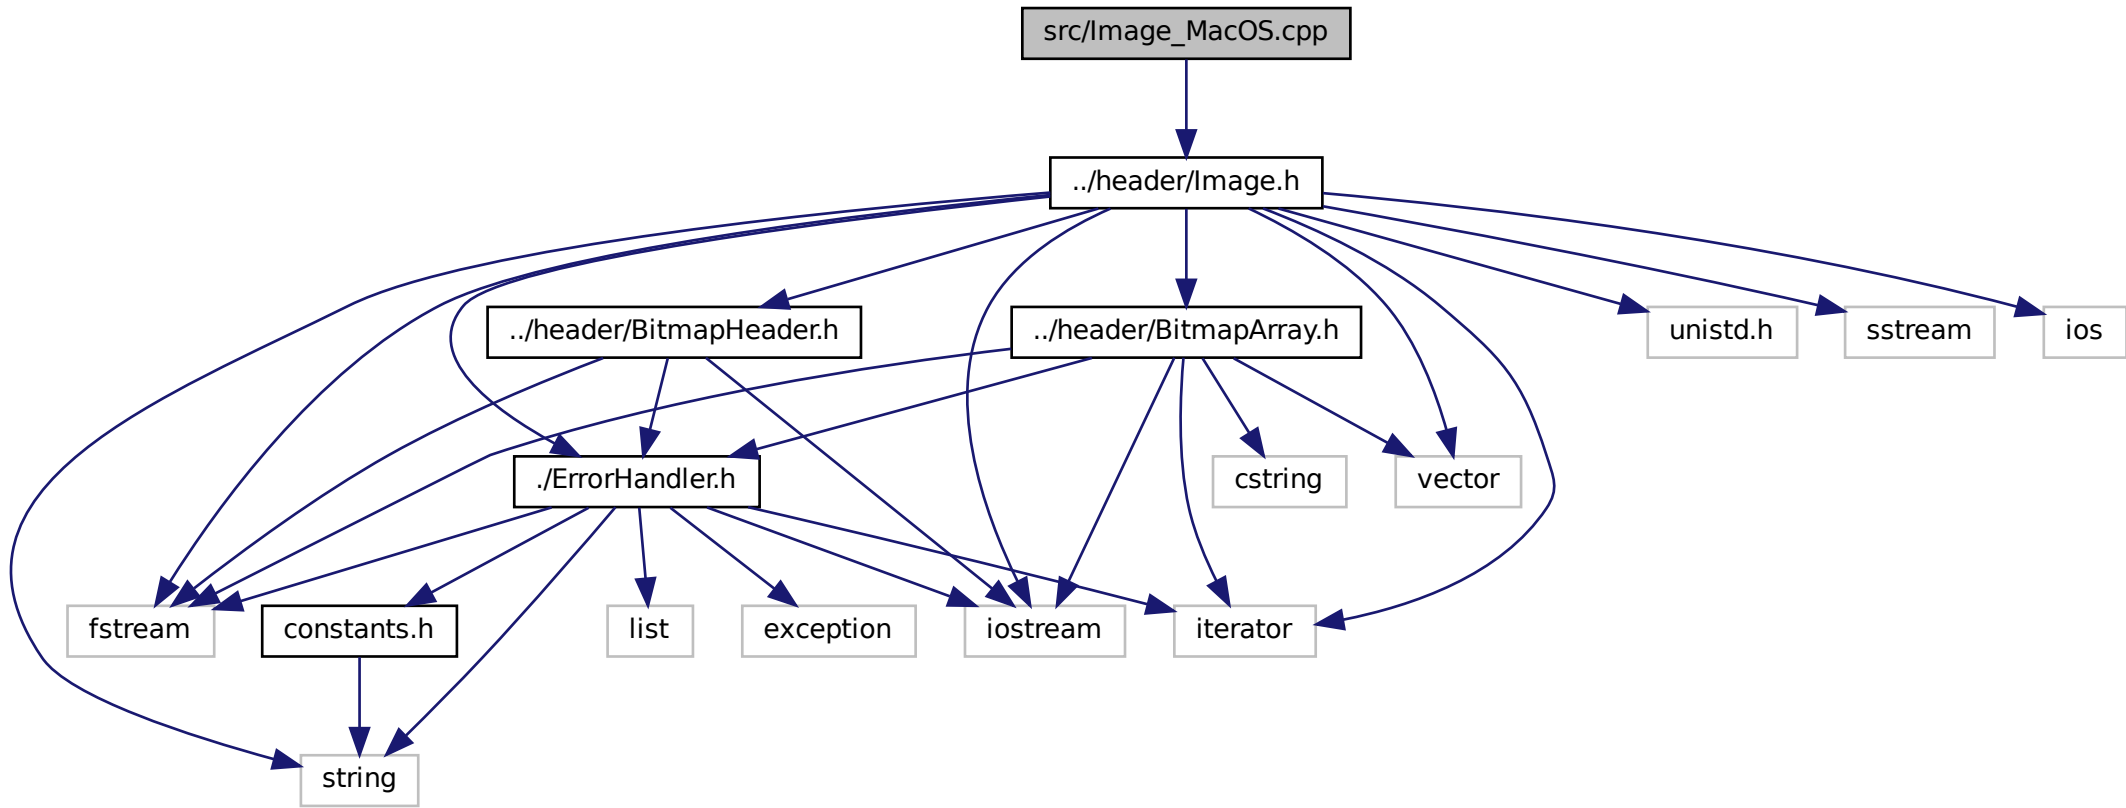 src/Image_MacOS.cpp
../header/Image.h
../header/BitmapHeader.h
../header/BitmapArray.h
unistd.h
sstream
ios
./ErrorHandler.h
cstring
vector
fstream
constants.h
list
exception
iostream
iterator
string